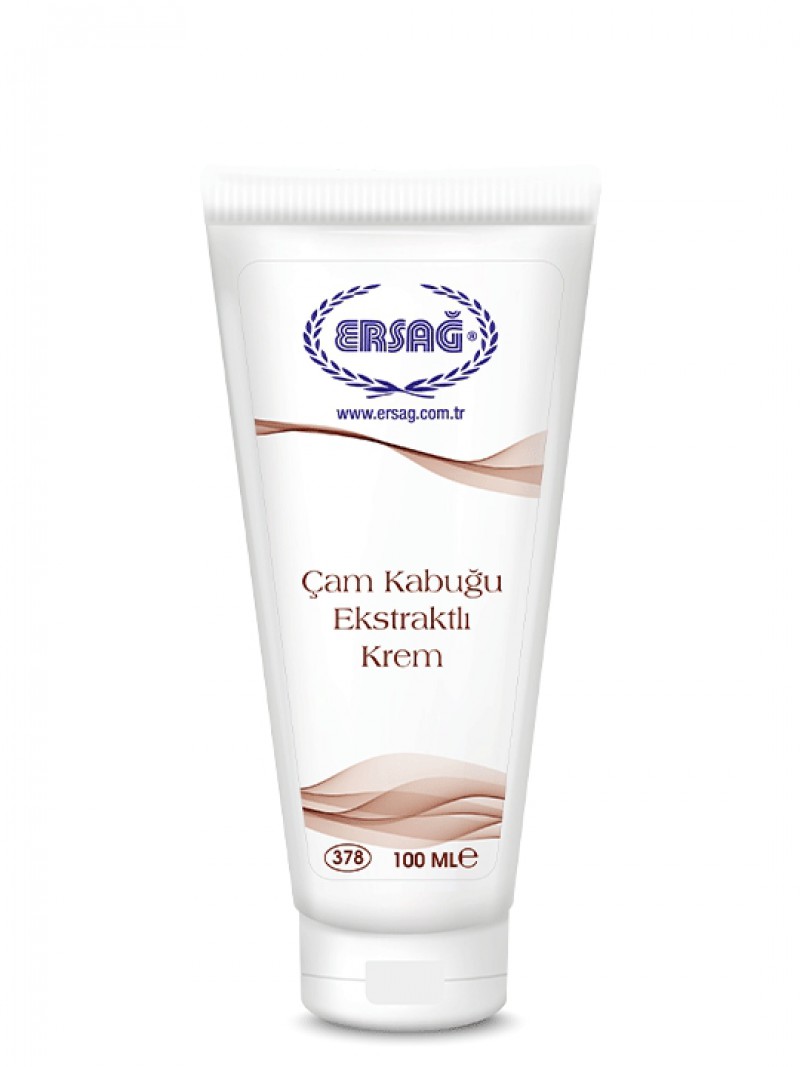 ERSAĞ®
www.ersag.com.tr
Çam Kabuğu
Ekstraktlı
Krem
378 100 ML℮